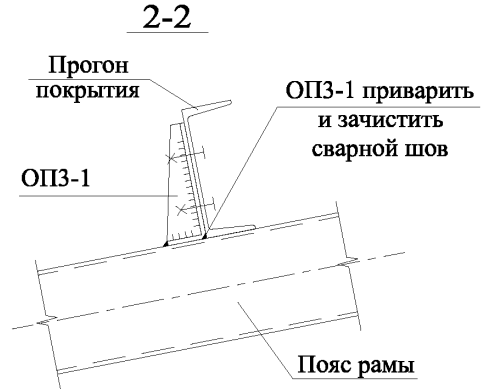 2-2
Прогон
покрытия
ОПЗ-1 приварить
и зачистить
сварной шов
ОПЗ-1
Пояс рамы